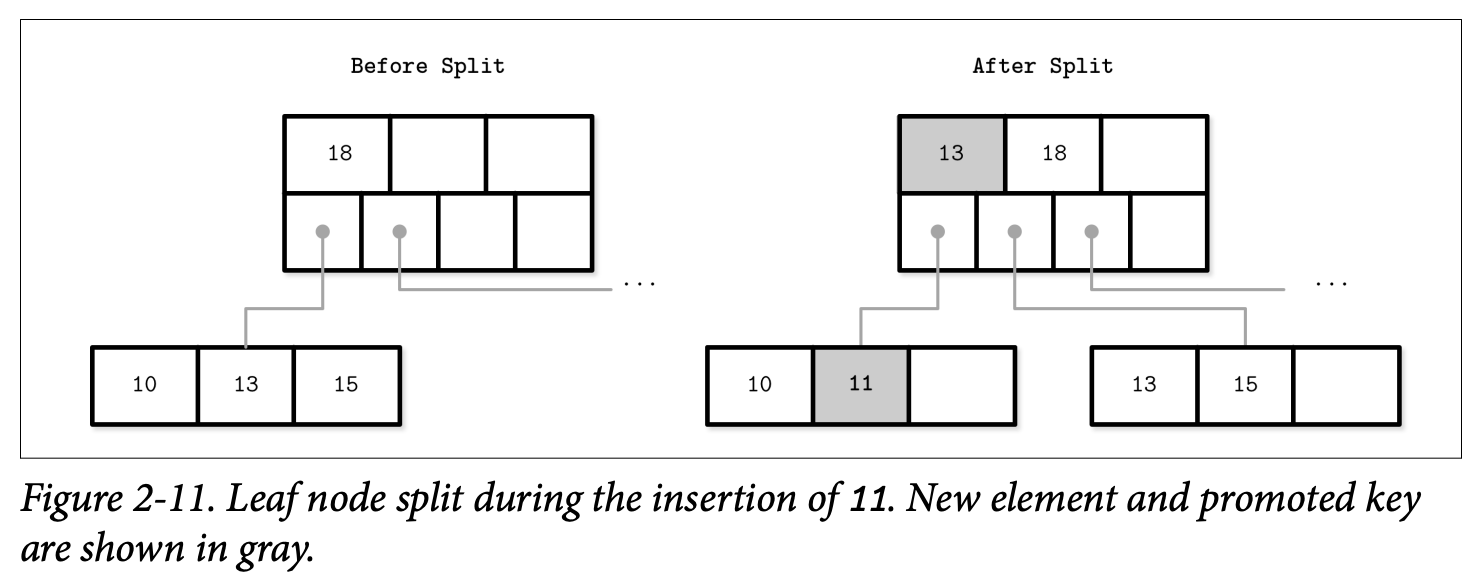 Before Split
After Split
18
13 18
...
...
10 13 15
10 11
13 15
Figure 2-11. Leaf node split during the insertion of 11. New element and promoted key
are shown in gray.